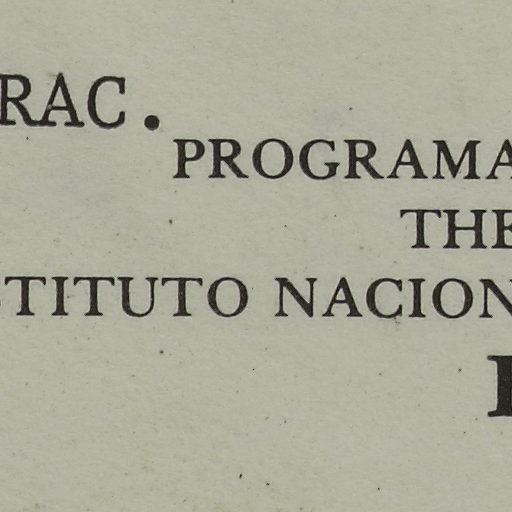 RAC.
PROGRAMA
THE
STITUTO NACION